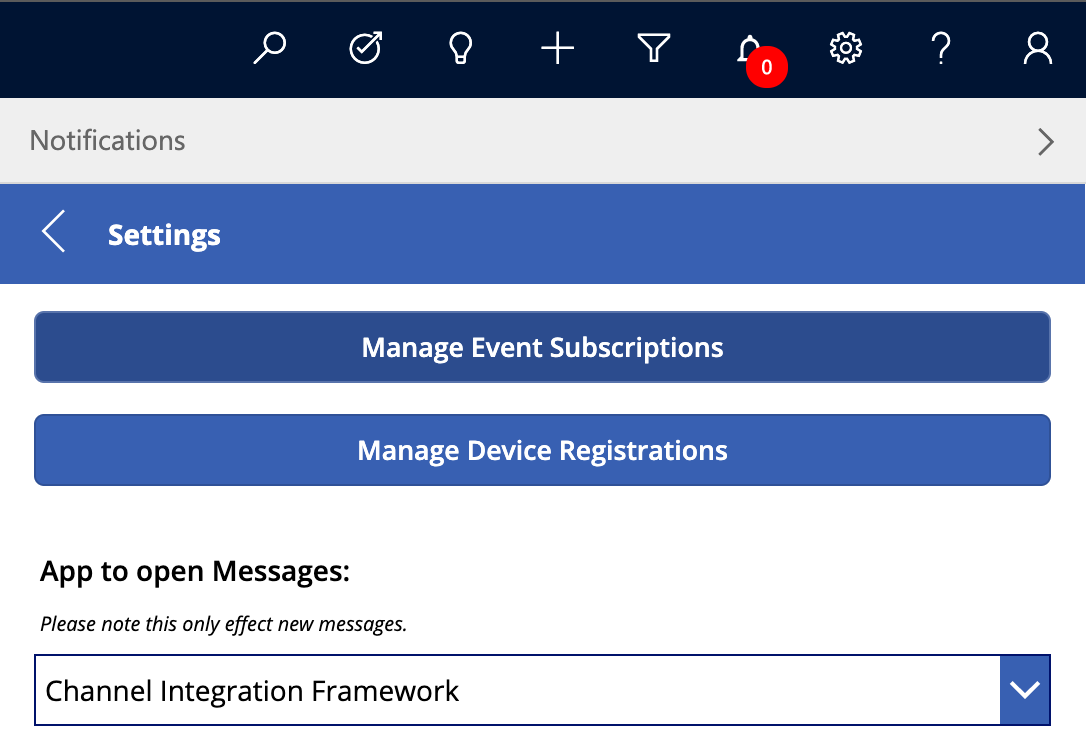 0
Notifications
Settings
Manage Event Subscriptions
Manage Device Registrations
App to open Messages:
Please note this only effect new messages.
Channel Integration Framework